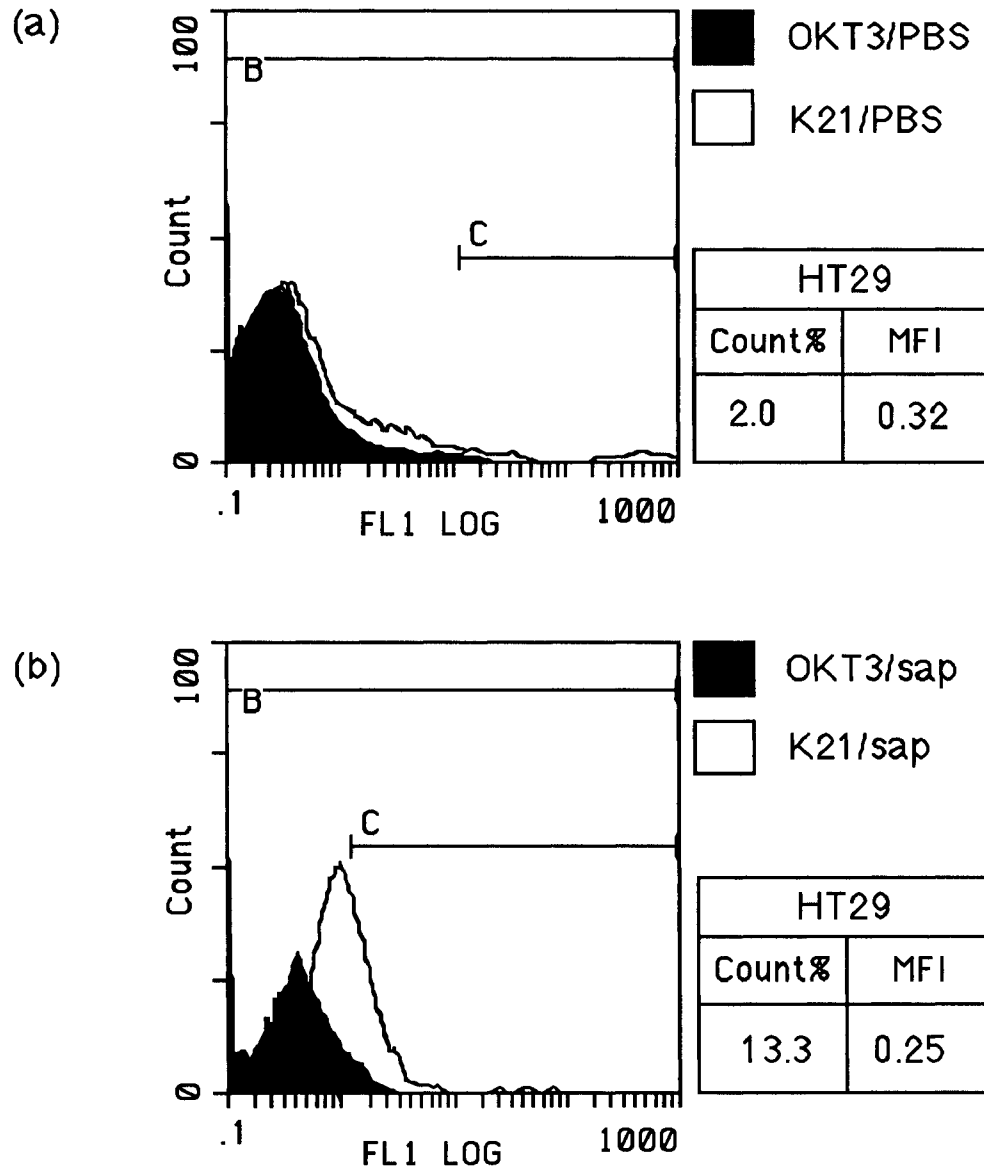 (a)
100
B
C
Count
0
.1
1000
FL1 LOG
OKT3/PBS
K21/PBS
HT29
Count% MFI
2.0 0.32
(b)
100
B
C
Count
0
.1
1000
FL1 LOG
OKT3/sap
K21/sap
HT29
Count% MFI
13.3 0.25